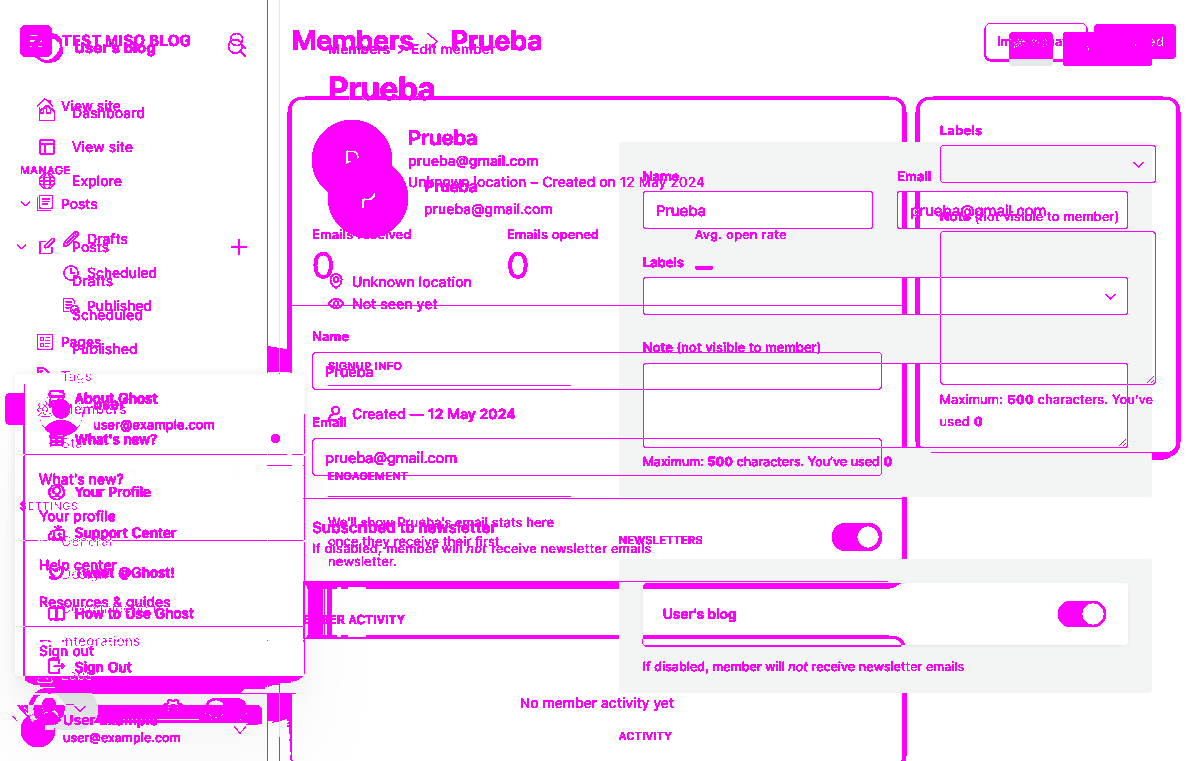 TEST MISO BLOG
User's blog
Members > Prueba
Members > Edit member
Prueba
View site
Dashboard
View site
MANAGE
Explore
Posts
Drafts
Posts
Scheduled
Drafts
Published
Scheduled
Pages
Published
Tags
Members
About Ghost
user@example.com
What's new?
What's new?
Your Profile
SETTINGS
Your profile
Support Center
General
Help center
Tweet @Ghost!
Resources & guides
How to Use Ghost
Integrations
Sign out
Sign Out
Labs
user@example.com
Prueba
prueba@gmail.com
Unknown location – Created on 12 May 2024
Prueba
prueba@gmail.com
Emails received
Emails opened
Avg. open rate
0
0
Unknown location
Not seen yet
Name
SIGNUP INFO
Prueba
Created — 12 May 2024
Email
prueba@gmail.com
ENGAGEMENT
We'll show Prueba's email stats here
once they receive their first
newsletter.
Subscribed to newsletter
If disabled, member will not receive newsletter emails
ACTIVITY
Name
Prueba
Email
prueba@gmail.com
Labels
Note (not visible to member)
Maximum: 500 characters. You've used 0
NEWSLETTERS
User's blog
If disabled, member will not receive newsletter emails
No member activity yet
ACTIVITY
Labels
Note (not visible to member)
Maximum: 500 characters. You've
used 0